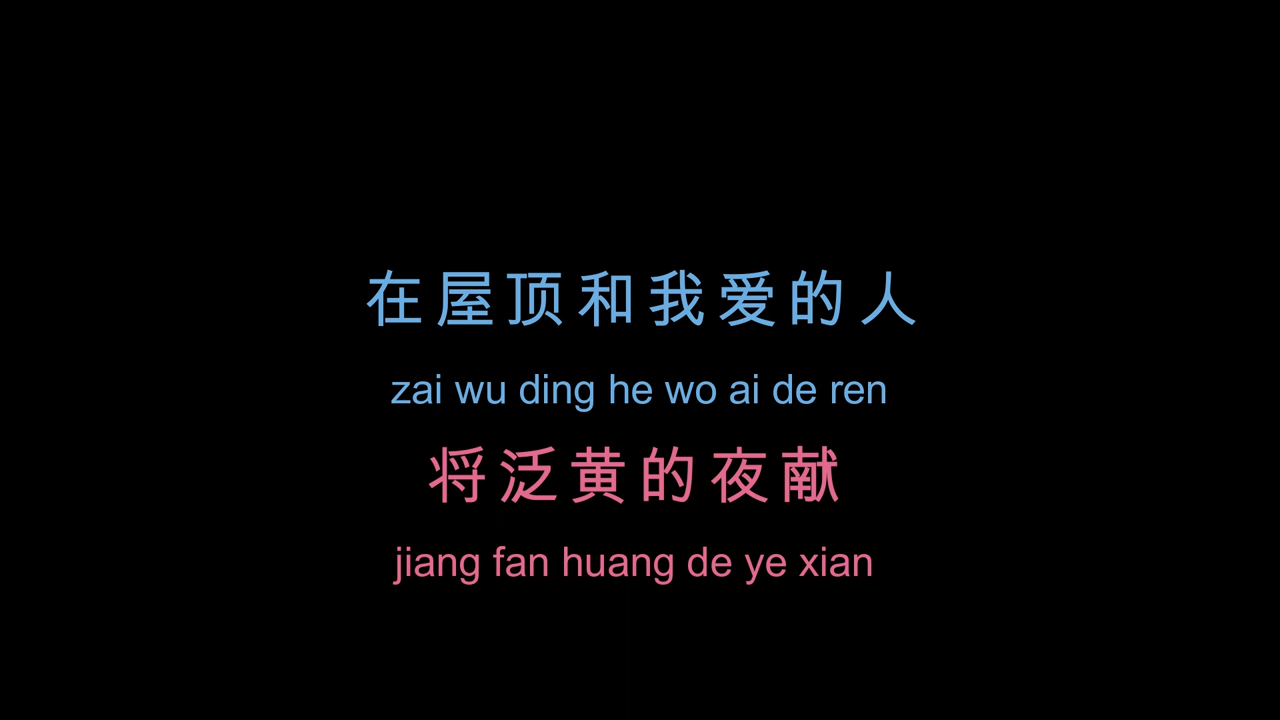 在屋顶和我爱的人
zai wu ding he wo ai de ren
将泛黄的夜献
jiang fan huang de ye xian